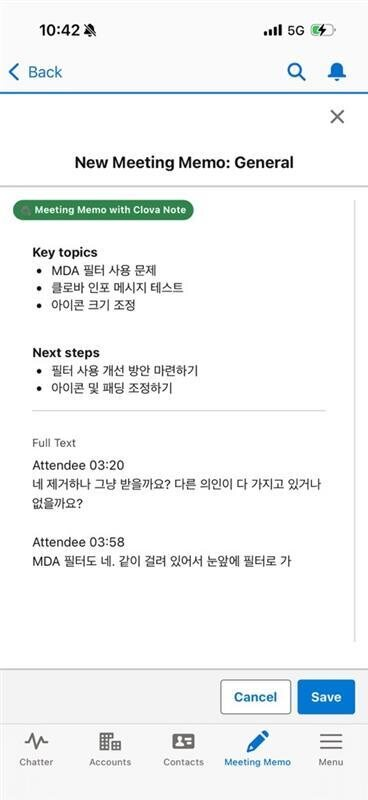 10:42
5G
Back
New Meeting Memo: General
Meeting Memo with Clova Note
Key topics
• MDA 필터 사용 문제
• 클로바 인포 메시지 테스트
• 아이콘 크기 조정
Next steps
• 필터 사용 개선 방안 마련하기
• 아이콘 및 패딩 조정하기
Full Text
Attendee 03:20
네 제거하나 그냥 받을까요? 다른 의인이 다 가지고 있거나
없을까요?
Attendee 03:58
MDA 필터도 네. 같이 걸려 있어서 눈앞에 필터로 가
Cancel
Save
Chatter
Accounts
Contacts
Meeting Memo
Menu